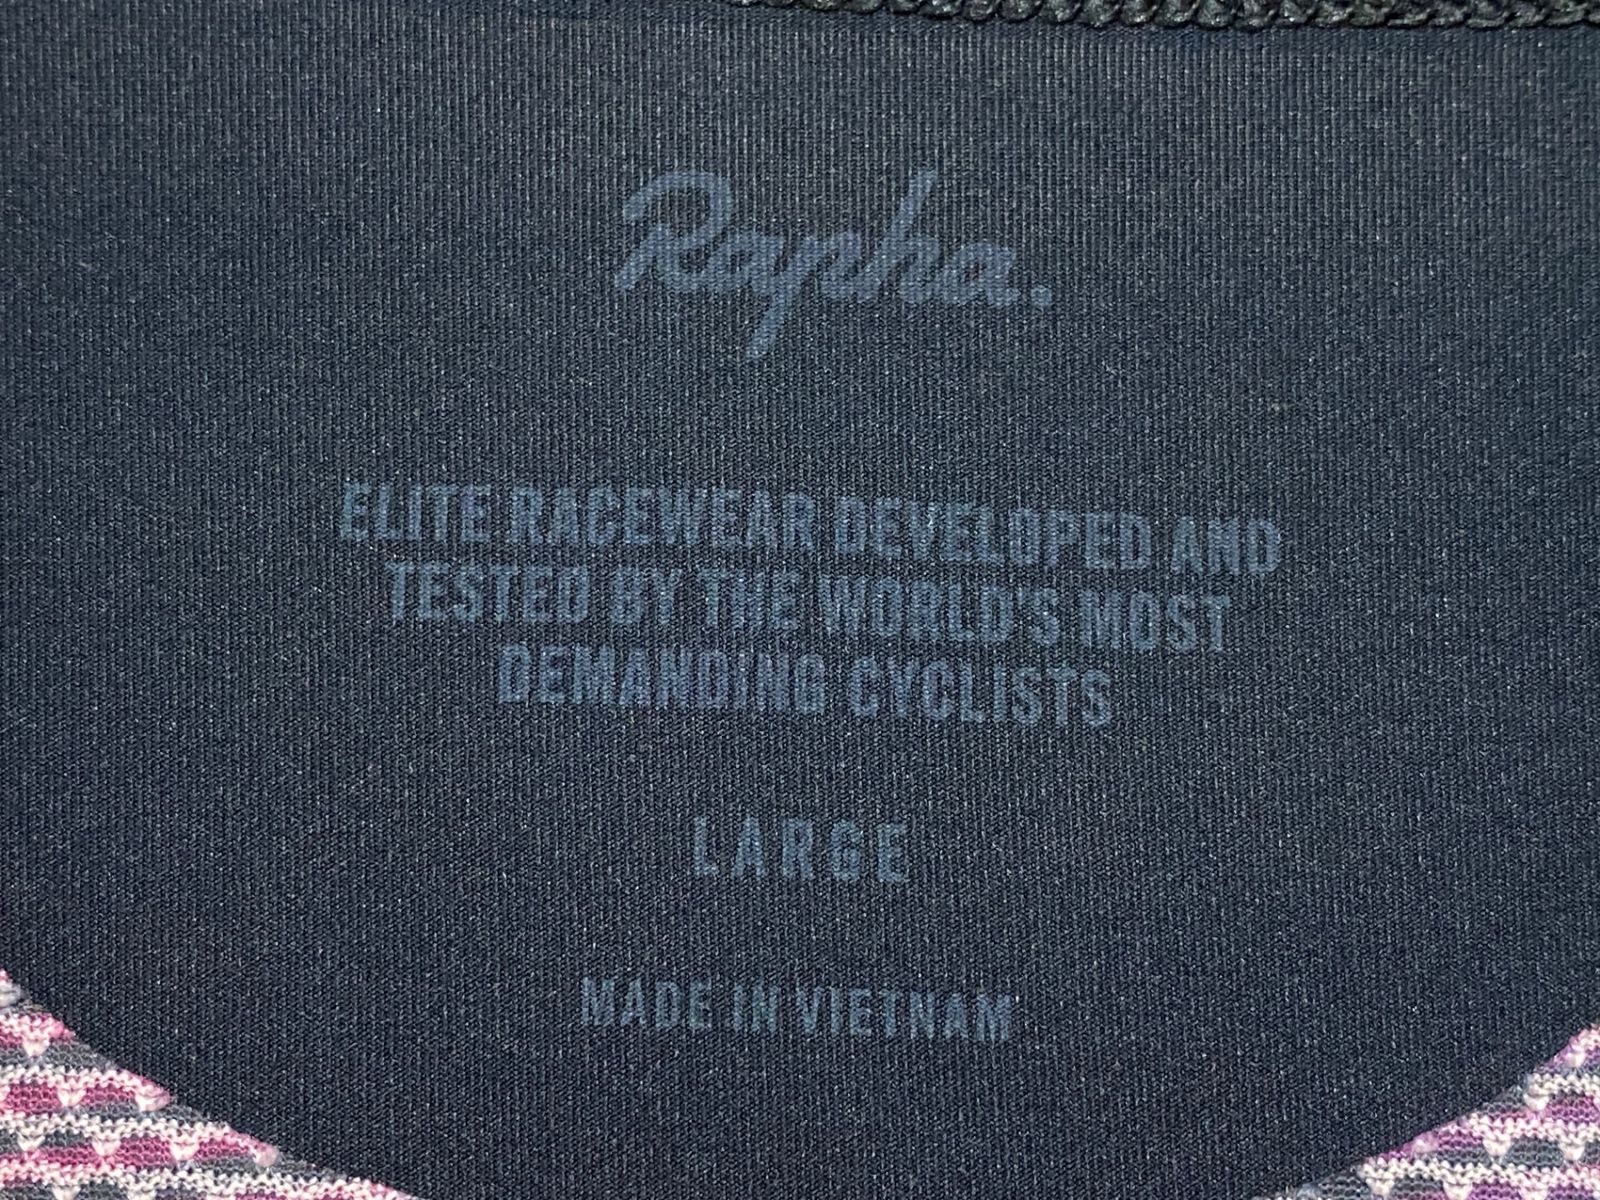 Rapha.
ELITE RACEWEAR DEVELOPED AND
TESTED BY THE WORLD'S MOST
DEMANDING CYCLISTS
LARGE
MADE IN VIETNAM